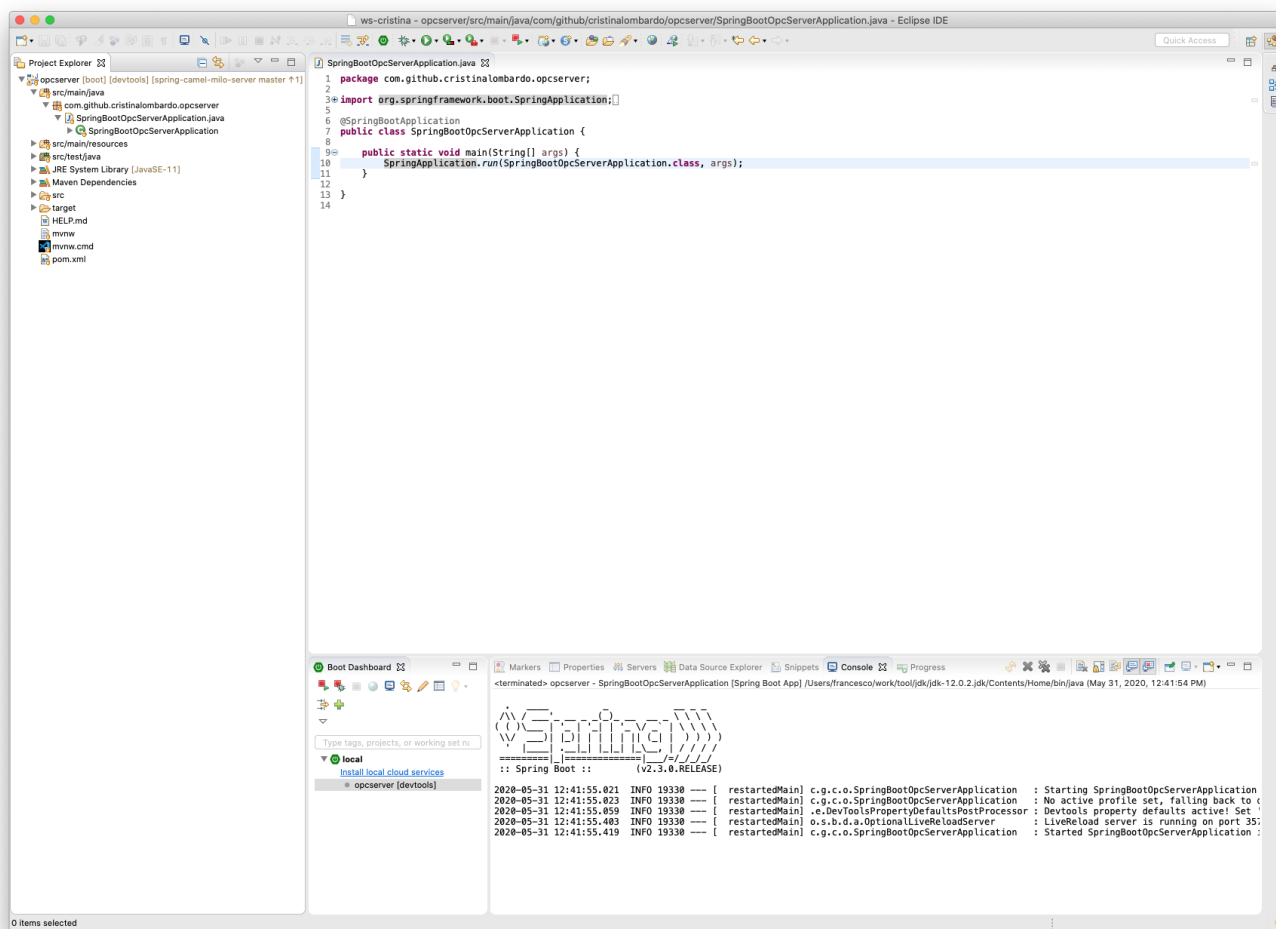 ws-cristina - opcserver/src/main/java/com/github/cristinalombardo/opcserver/SpringBootOpcServerApplication.java - Eclipse IDE
Quick Access
Project Explorer
opcserver [boot] [devtools] [spring-camel-milo-server master ↑1]
src/main/java
com.github.cristinalombardo.opcserver
SpringBootOpcServerApplication.java
SpringBootOpcServerApplication
src/main/resources
src/test/java
JRE System Library [JavaSE-11]
Maven Dependencies
src
target
HELP.md
mvnw
mvnw.cmd
pom.xml
SpringBootOpcServerApplication.java
1 package com.github.cristinalombardo.opcserver;
2
3 import org.springframework.boot.SpringApplication;
5
6 @SpringBootApplication
7 public class SpringBootOpcServerApplication {
8
9 public static void main(String[] args) {
10 SpringApplication.run(SpringBootOpcServerApplication.class, args);
11 }
12
13 }
14
Boot Dashboard
Type tags, projects, or working set n
local
Install local cloud services
opcserver [devtools]
Markers Properties Servers Data Source Explorer Snippets Console Progress
<terminated> opcserver - SpringBootOpcServerApplication [Spring Boot App] /Users/francesco/work/tool/jdk/jdk-12.0.2.jdk/Contents/Home/bin/java (May 31, 2020, 12:41:54 PM)
Spring
:: Spring Boot :: (v2.3.0.RELEASE)
2020-05-31 12:41:55.021 INFO 19330 --- [ restartedMain] c.g.c.o.SpringBootOpcServerApplication : Starting SpringBootOpcServerApplication
2020-05-31 12:41:55.023 INFO 19330 --- [ restartedMain] c.g.c.o.SpringBootOpcServerApplication : No active profile set, falling back to
2020-05-31 12:41:55.059 INFO 19330 --- [ restartedMain] .e.DevToolsPropertyDefaultsPostProcessor : Devtools property defaults active! Set '
2020-05-31 12:41:55.403 INFO 19330 --- [ restartedMain] o.s.b.d.a.OptionalLiveReloadServer : LiveReload server is running on port 357
2020-05-31 12:41:55.419 INFO 19330 --- [ restartedMain] c.g.c.o.SpringBootOpcServerApplication : Started SpringBootOpcServerApplication
0 items selected